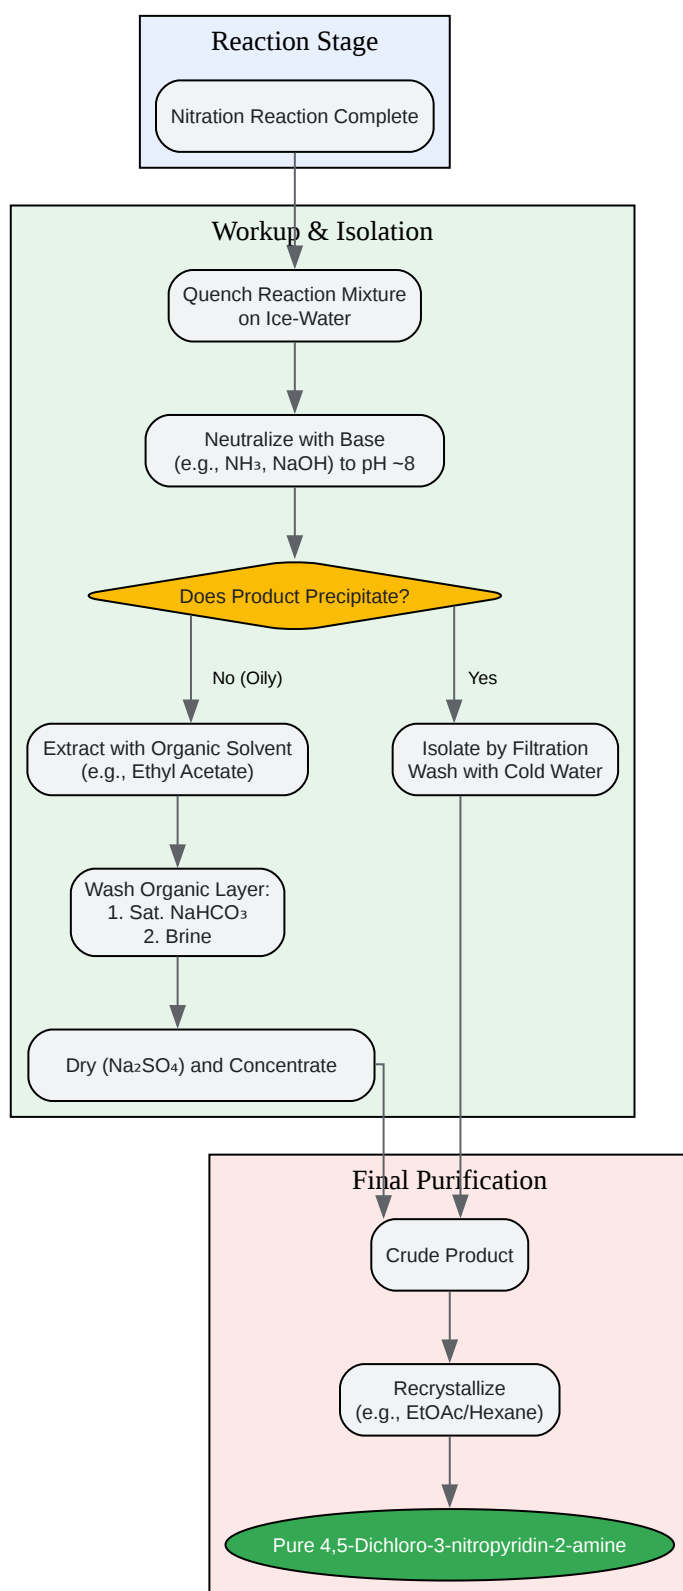 Reaction Stage
Nitration Reaction Complete
Workup & Isolation
Quench Reaction Mixture
on Ice-Water
Neutralize with Base
(e.g., NH₃, NaOH) to pH ~8
Does Product Precipitate?
No (Oily)
Yes
Extract with Organic Solvent
(e.g., Ethyl Acetate)
Isolate by Filtration
Wash with Cold Water
Wash Organic Layer:
1. Sat. NaHCO₃
2. Brine
Dry (Na₂SO₄) and Concentrate
Final Purification
Crude Product
Recrystallize
(e.g., EtOAc/Hexane)
Pure 4,5-Dichloro-3-nitropyridin-2-amine